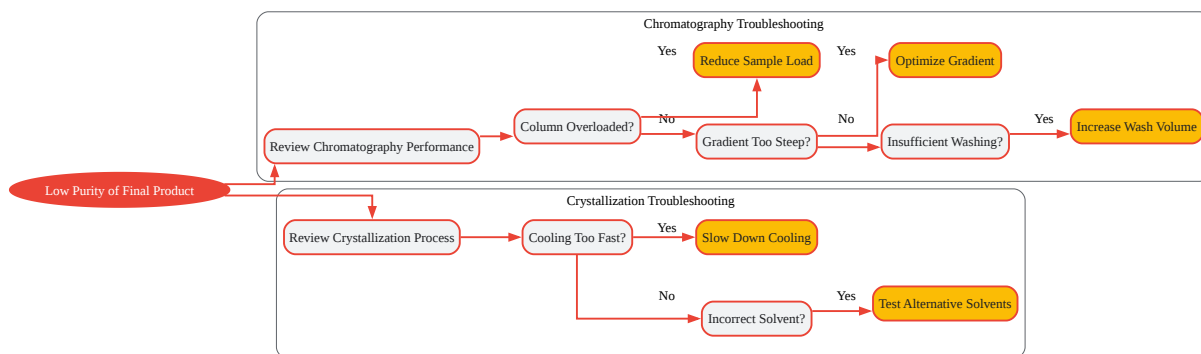 Chromatography Troubleshooting
Yes
Reduce Sample Load
Yes
Optimize Gradient
Column Overloaded?
No
No
Yes
Increase Wash Volume
Review Chromatography Performance
Gradient Too Steep?
Insufficient Washing?
Low Purity of Final Product
Crystallization Troubleshooting
Review Crystallization Process
Cooling Too Fast?
Yes
Slow Down Cooling
No
Incorrect Solvent?
Yes
Test Alternative Solvents